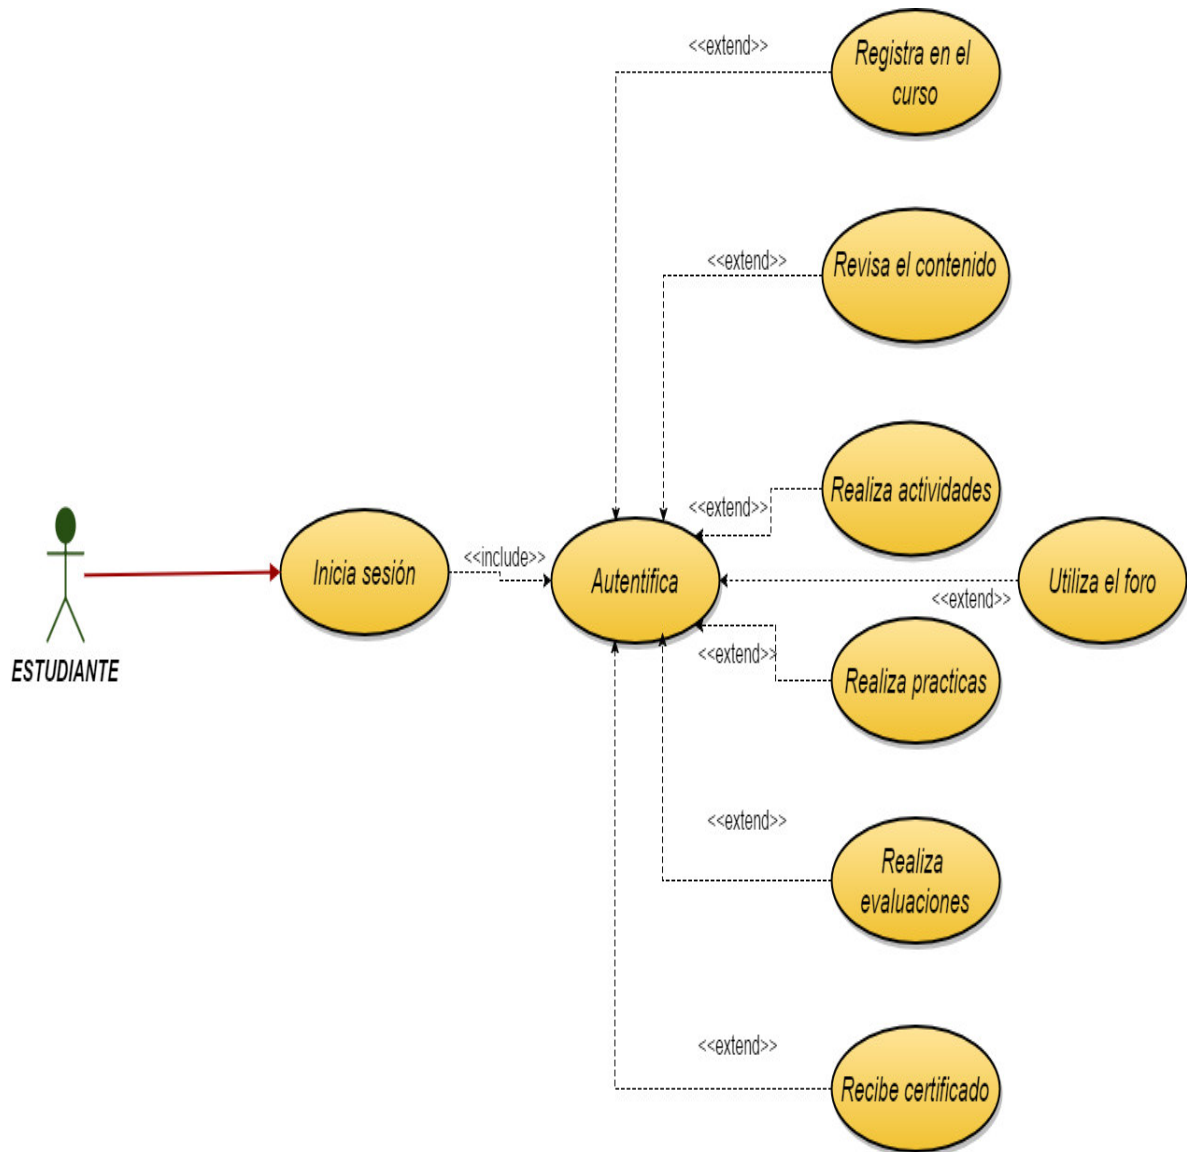 <<extend>>
Registra en el
curso
<<extend>>
Revisa el contenido
<<extend>>
Realiza actividades
Inicia sesión
<<include>>
Autentifica
Utiliza el foro
<<extend>>
ESTUDIANTE
<<extend>>
Realiza practicas
<<extend>>
Realiza
evaluaciones
<<extend>>
Recibe certificado